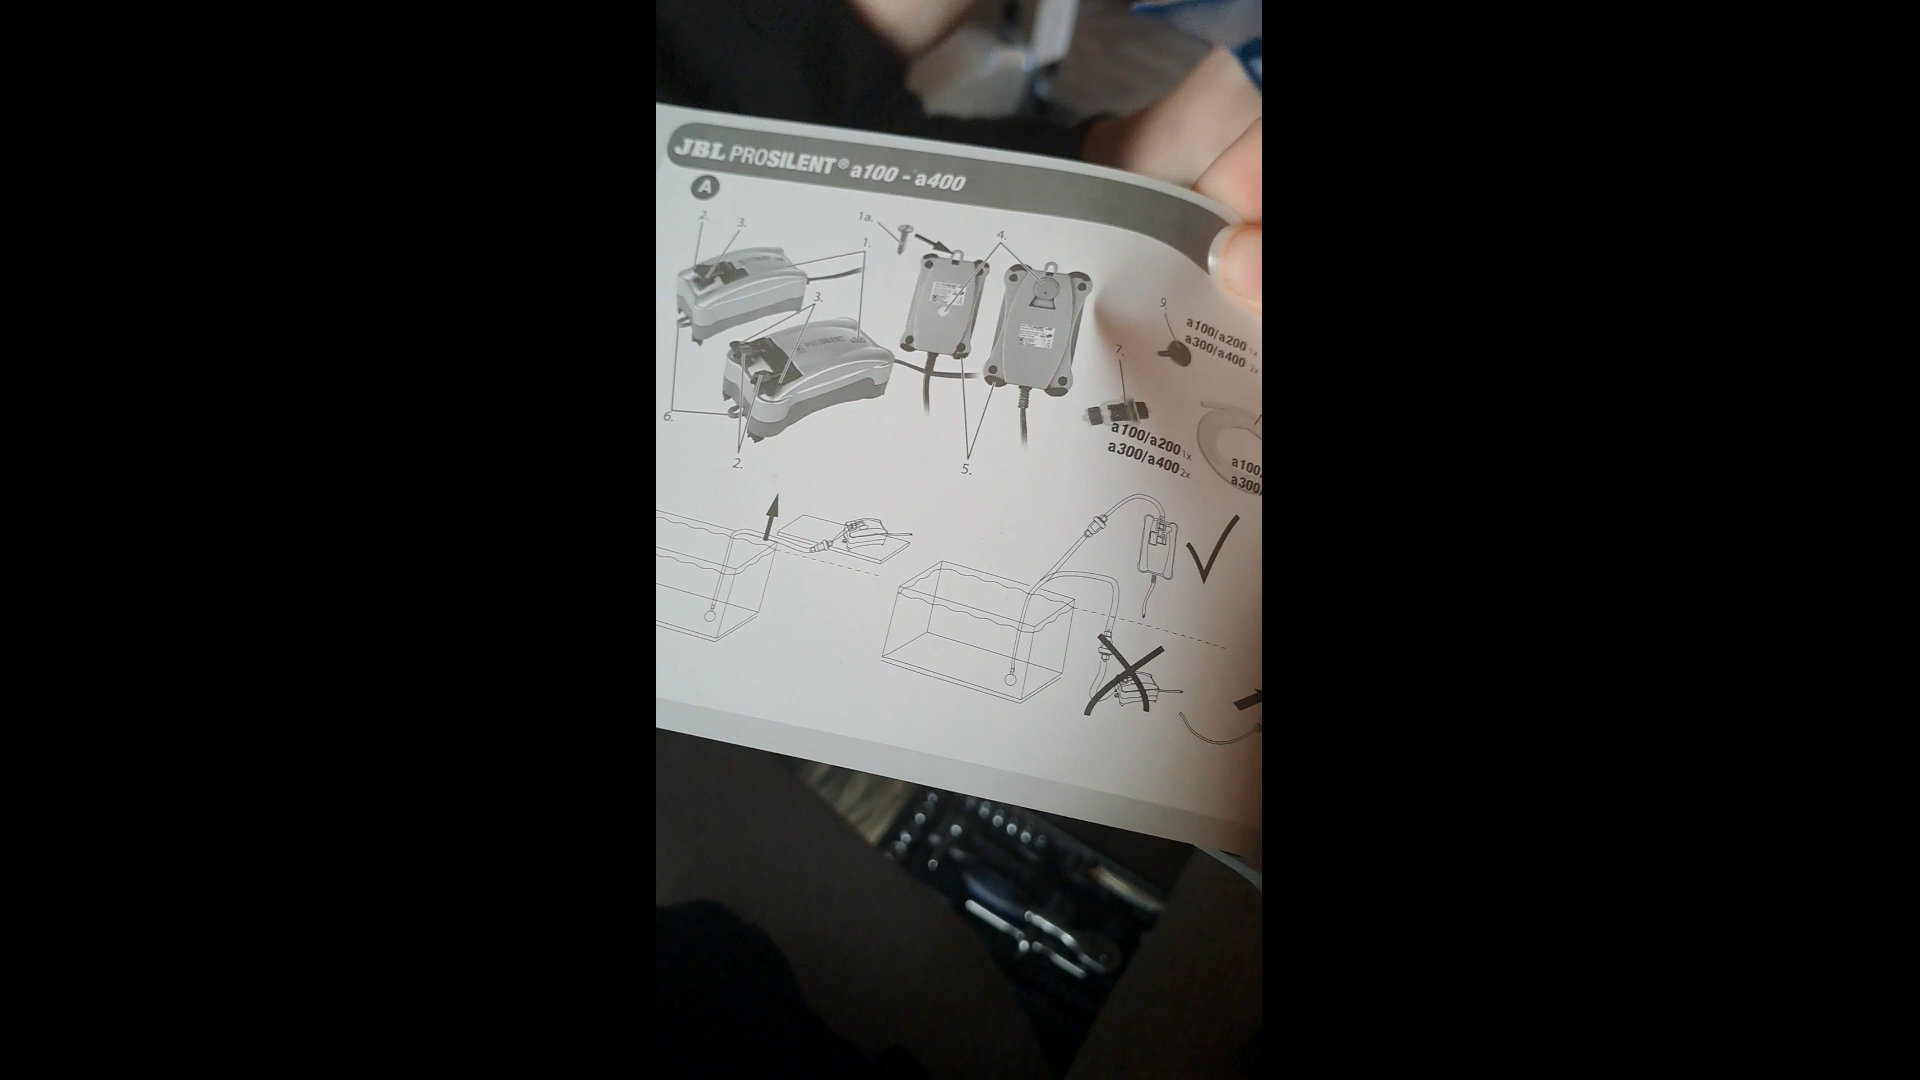 JBL PROSILENT® a100 - a400
A
2.
3.
1.
1a.
4.
3.
PROSILENT
9.
a100/a200 1x
a300/a400 2x
7.
a100/a200 1x
a300/a400 2x
6.
2.
5.
a100/
a300/